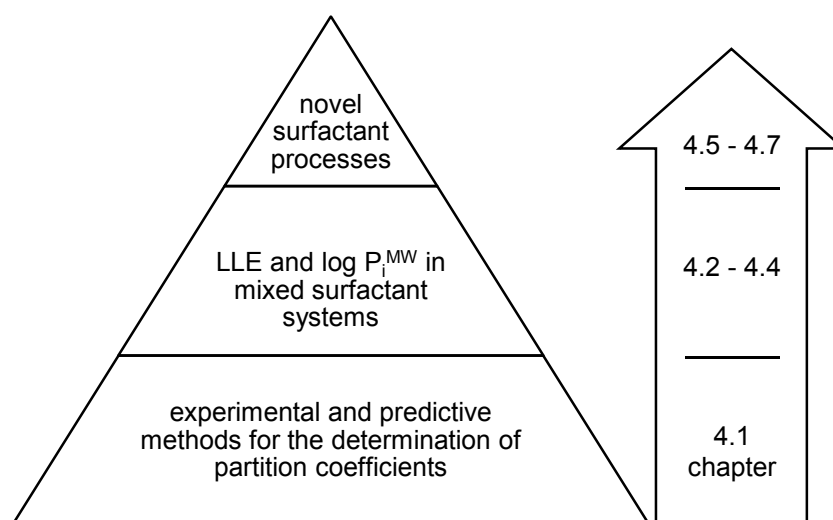 novel
surfactant
processes
4.5 - 4.7
LLE and log P_i^MW in
mixed surfactant
systems
4.2 - 4.4
experimental and predictive
methods for the determination of
partition coefficients
4.1
chapter